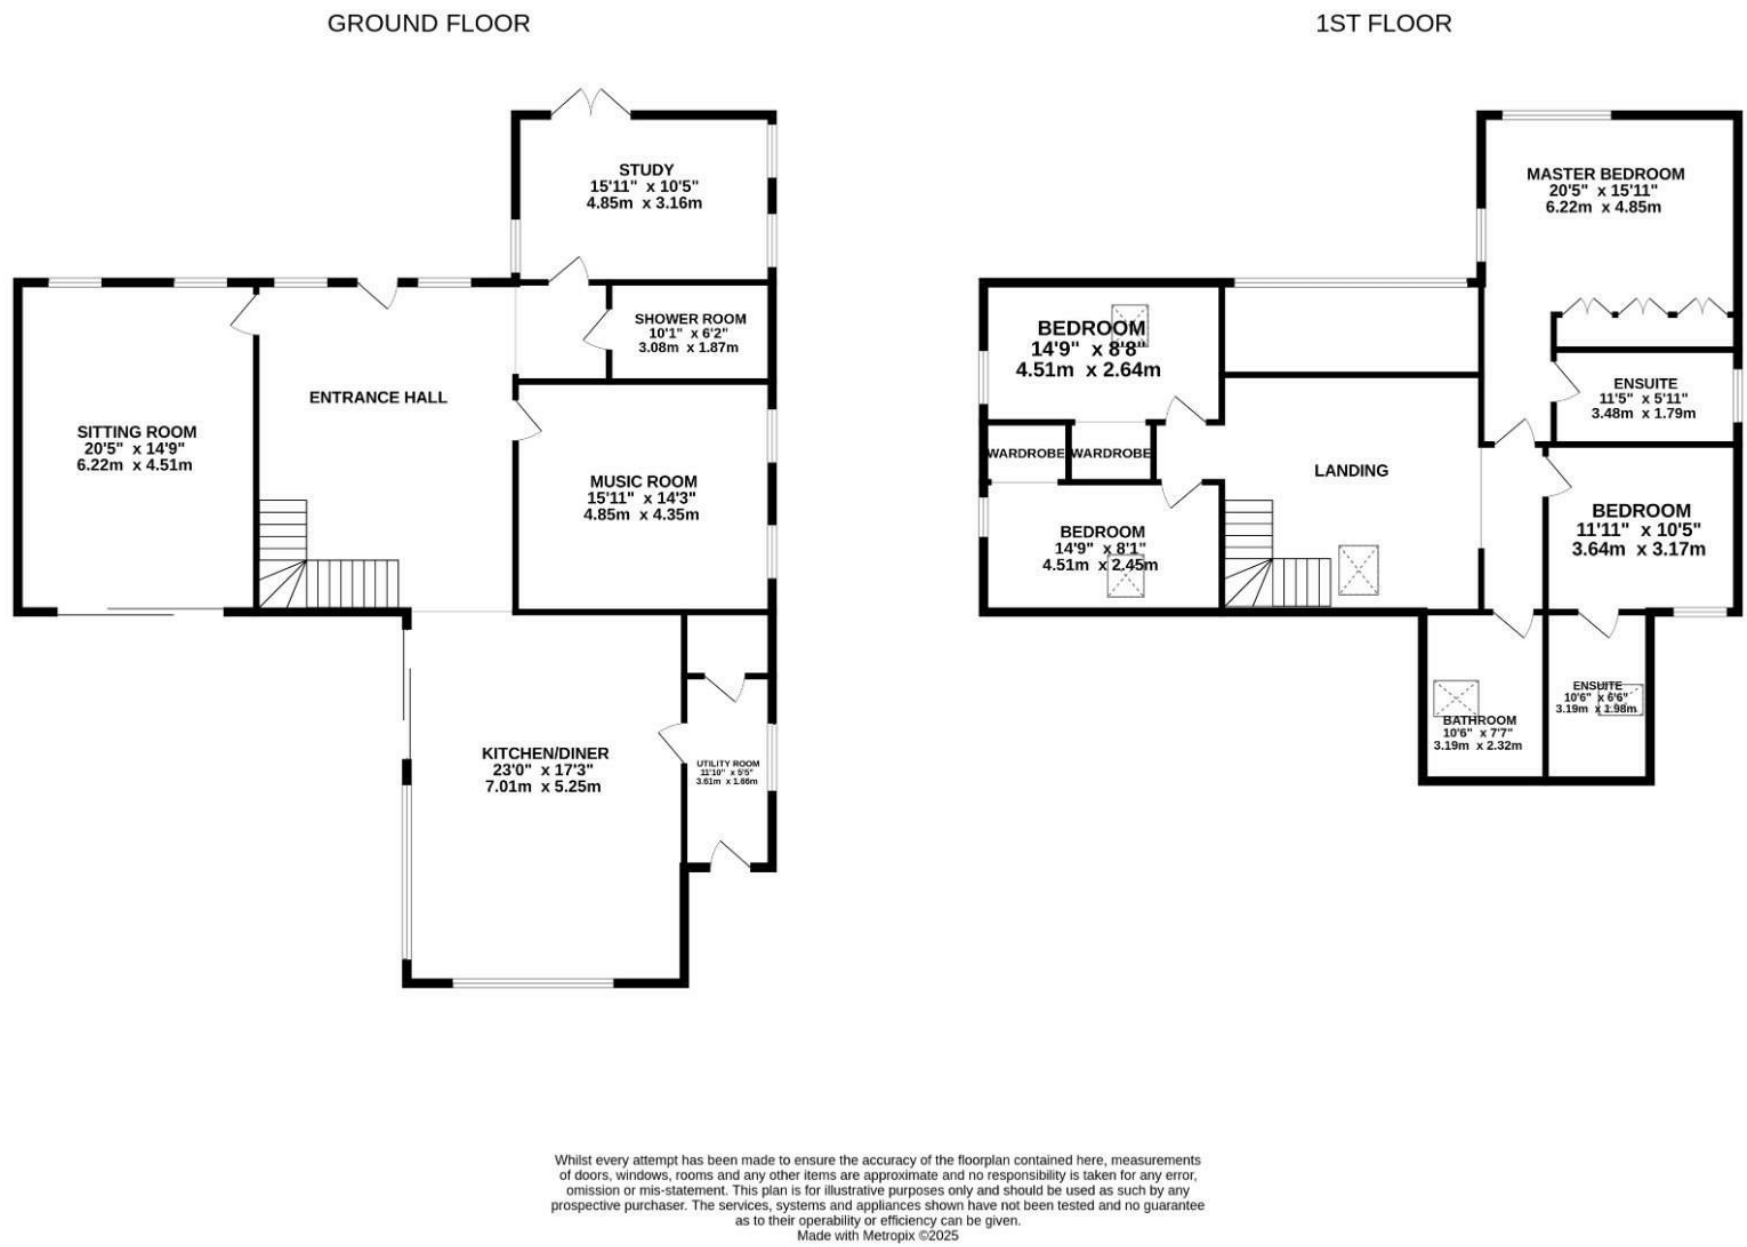 GROUND FLOOR
1ST FLOOR
STUDY
15'11" x 10'5"
4.85m x 3.16m
SHOWER ROOM
10'1" x 6'2"
3.08m x 1.87m
ENTRANCE HALL
SITTING ROOM
20'5" x 14'9"
6.22m x 4.51m
MUSIC ROOM
15'11" x 14'3"
4.85m x 4.35m
KITCHEN/DINER
23'0" x 17'3"
7.01m x 5.25m
UTILITY ROOM
11'10" x 5'5"
3.61m x 1.66m
MASTER BEDROOM
20'5" x 15'11"
6.22m x 4.85m
BEDROOM
14'9" x 8'8"
4.51m x 2.64m
ENSUITE
11'5" x 5'11"
3.48m x 1.79m
WARDROBE
WARDROBE
LANDING
BEDROOM
14'9" x 8'1"
4.51m x 2.45m
BEDROOM
11'11" x 10'5"
3.64m x 3.17m
ENSUITE
10'6" x 6'6"
3.19m x 1.98m
BATHROOM
10'6" x 7'7"
3.19m x 2.32m
Whilst every attempt has been made to ensure the accuracy of the floorplan contained here, measurements
of doors, windows, rooms and any other items are approximate and no responsibility is taken for any error,
omission or mis-statement. This plan is for illustrative purposes only and should be used as such by any
prospective purchaser. The services, systems and appliances shown have not been tested and no guarantee
as to their operability or efficiency can be given.
Made with Metropix ©2025